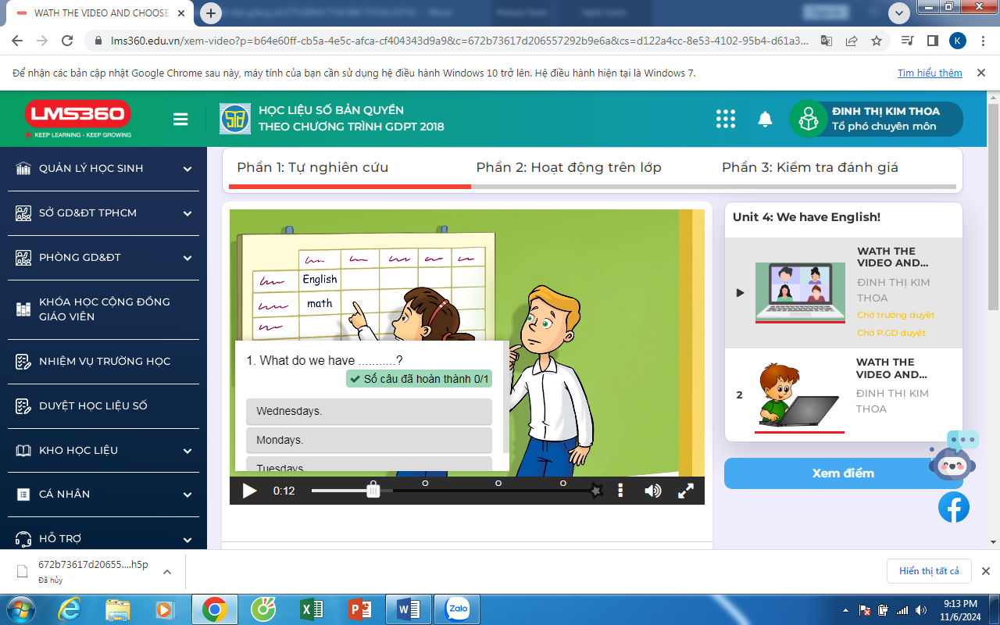 WATH THE VIDEO AND CHOOSE
lms360.edu.vn/xem-video?p=b64e60ff-cb5a-4e5c-afca-cf404343d9a9&c=672b73617d206557292b9e6a&cs=d122a4cc-8e53-4102-95b4-d61a3...
K
Để nhận các bản cập nhật Google Chrome sau này, máy tính của bạn cần sử dụng hệ điều hành Windows 10 trở lên. Hệ điều hành hiện tại là Windows 7.
Tìm hiểu thêm
LMS360
KEEP LEARNING - KEEP GROWING
HỌC LIỆU SỐ BẢN QUYỀN
THEO CHƯƠNG TRÌNH GDPT 2018
ĐINH THỊ KIM THOA
Tổ phó chuyên môn
QUẢN LÝ HỌC SINH
SỞ GD&ĐT TPHCM
PHÒNG GD&ĐT
KHÓA HỌC CỘNG ĐỒNG
GIÁO VIÊN
NHIỆM VỤ TRƯỜNG HỌC
DUYỆT HỌC LIỆU SỐ
KHO HỌC LIỆU
CÁ NHÂN
HỖ TRỢ
Phần 1: Tự nghiên cứu
Phần 2: Hoạt động trên lớp
Phần 3: Kiểm tra đánh giá
English
math
1. What do we have ...........?
Số câu đã hoàn thành 0/1
Wednesdays.
Mondays.
Tuesdays
0:12
Unit 4: We have English!
WATH THE
VIDEO AND...
ĐINH THỊ KIM
THOA
Chờ trường duyệt
Chờ P.GD duyệt
2
WATH THE
VIDEO AND...
ĐINH THỊ KIM
THOA
Xem điểm
672b73617d20655....h5p
Đã hủy
Hiển thị tất cả
Zalo
9:13 PM
11/6/2024